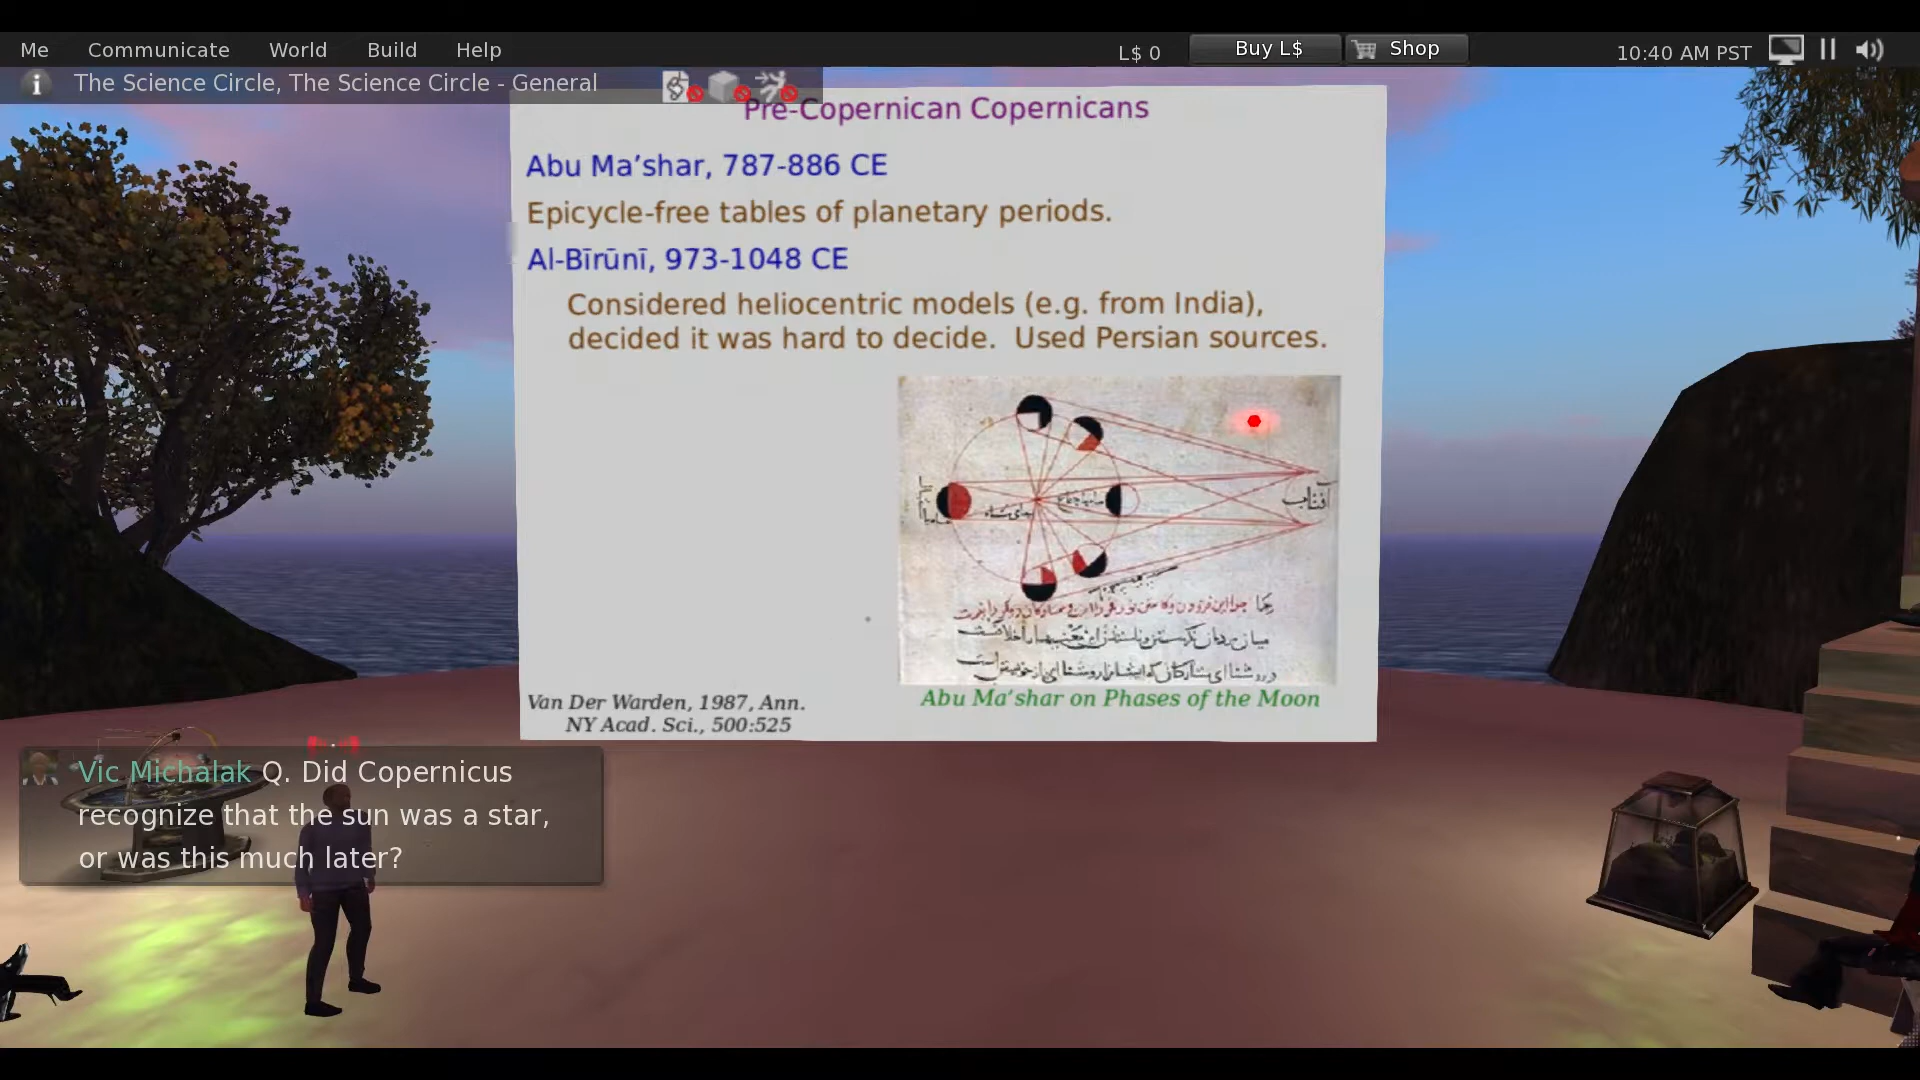 Me Communicate World Build Help L$ 0 Buy L$ Shop 10:40 AM PST
The Science Circle, The Science Circle - General
Pre-Copernican Copernicans
Abu Ma’shar, 787-886 CE
Epicycle-free tables of planetary periods.
Al-Bīrūnī, 973-1048 CE
Considered heliocentric models (e.g. from India),
decided it was hard to decide. Used Persian sources.
آفتاب
Abu Ma’shar on Phases of the Moon
Van Der Warden, 1987, Ann.
NY Acad. Sci., 500:525
Vic Michalak Q. Did Copernicus
recognize that the sun was a star,
or was this much later?